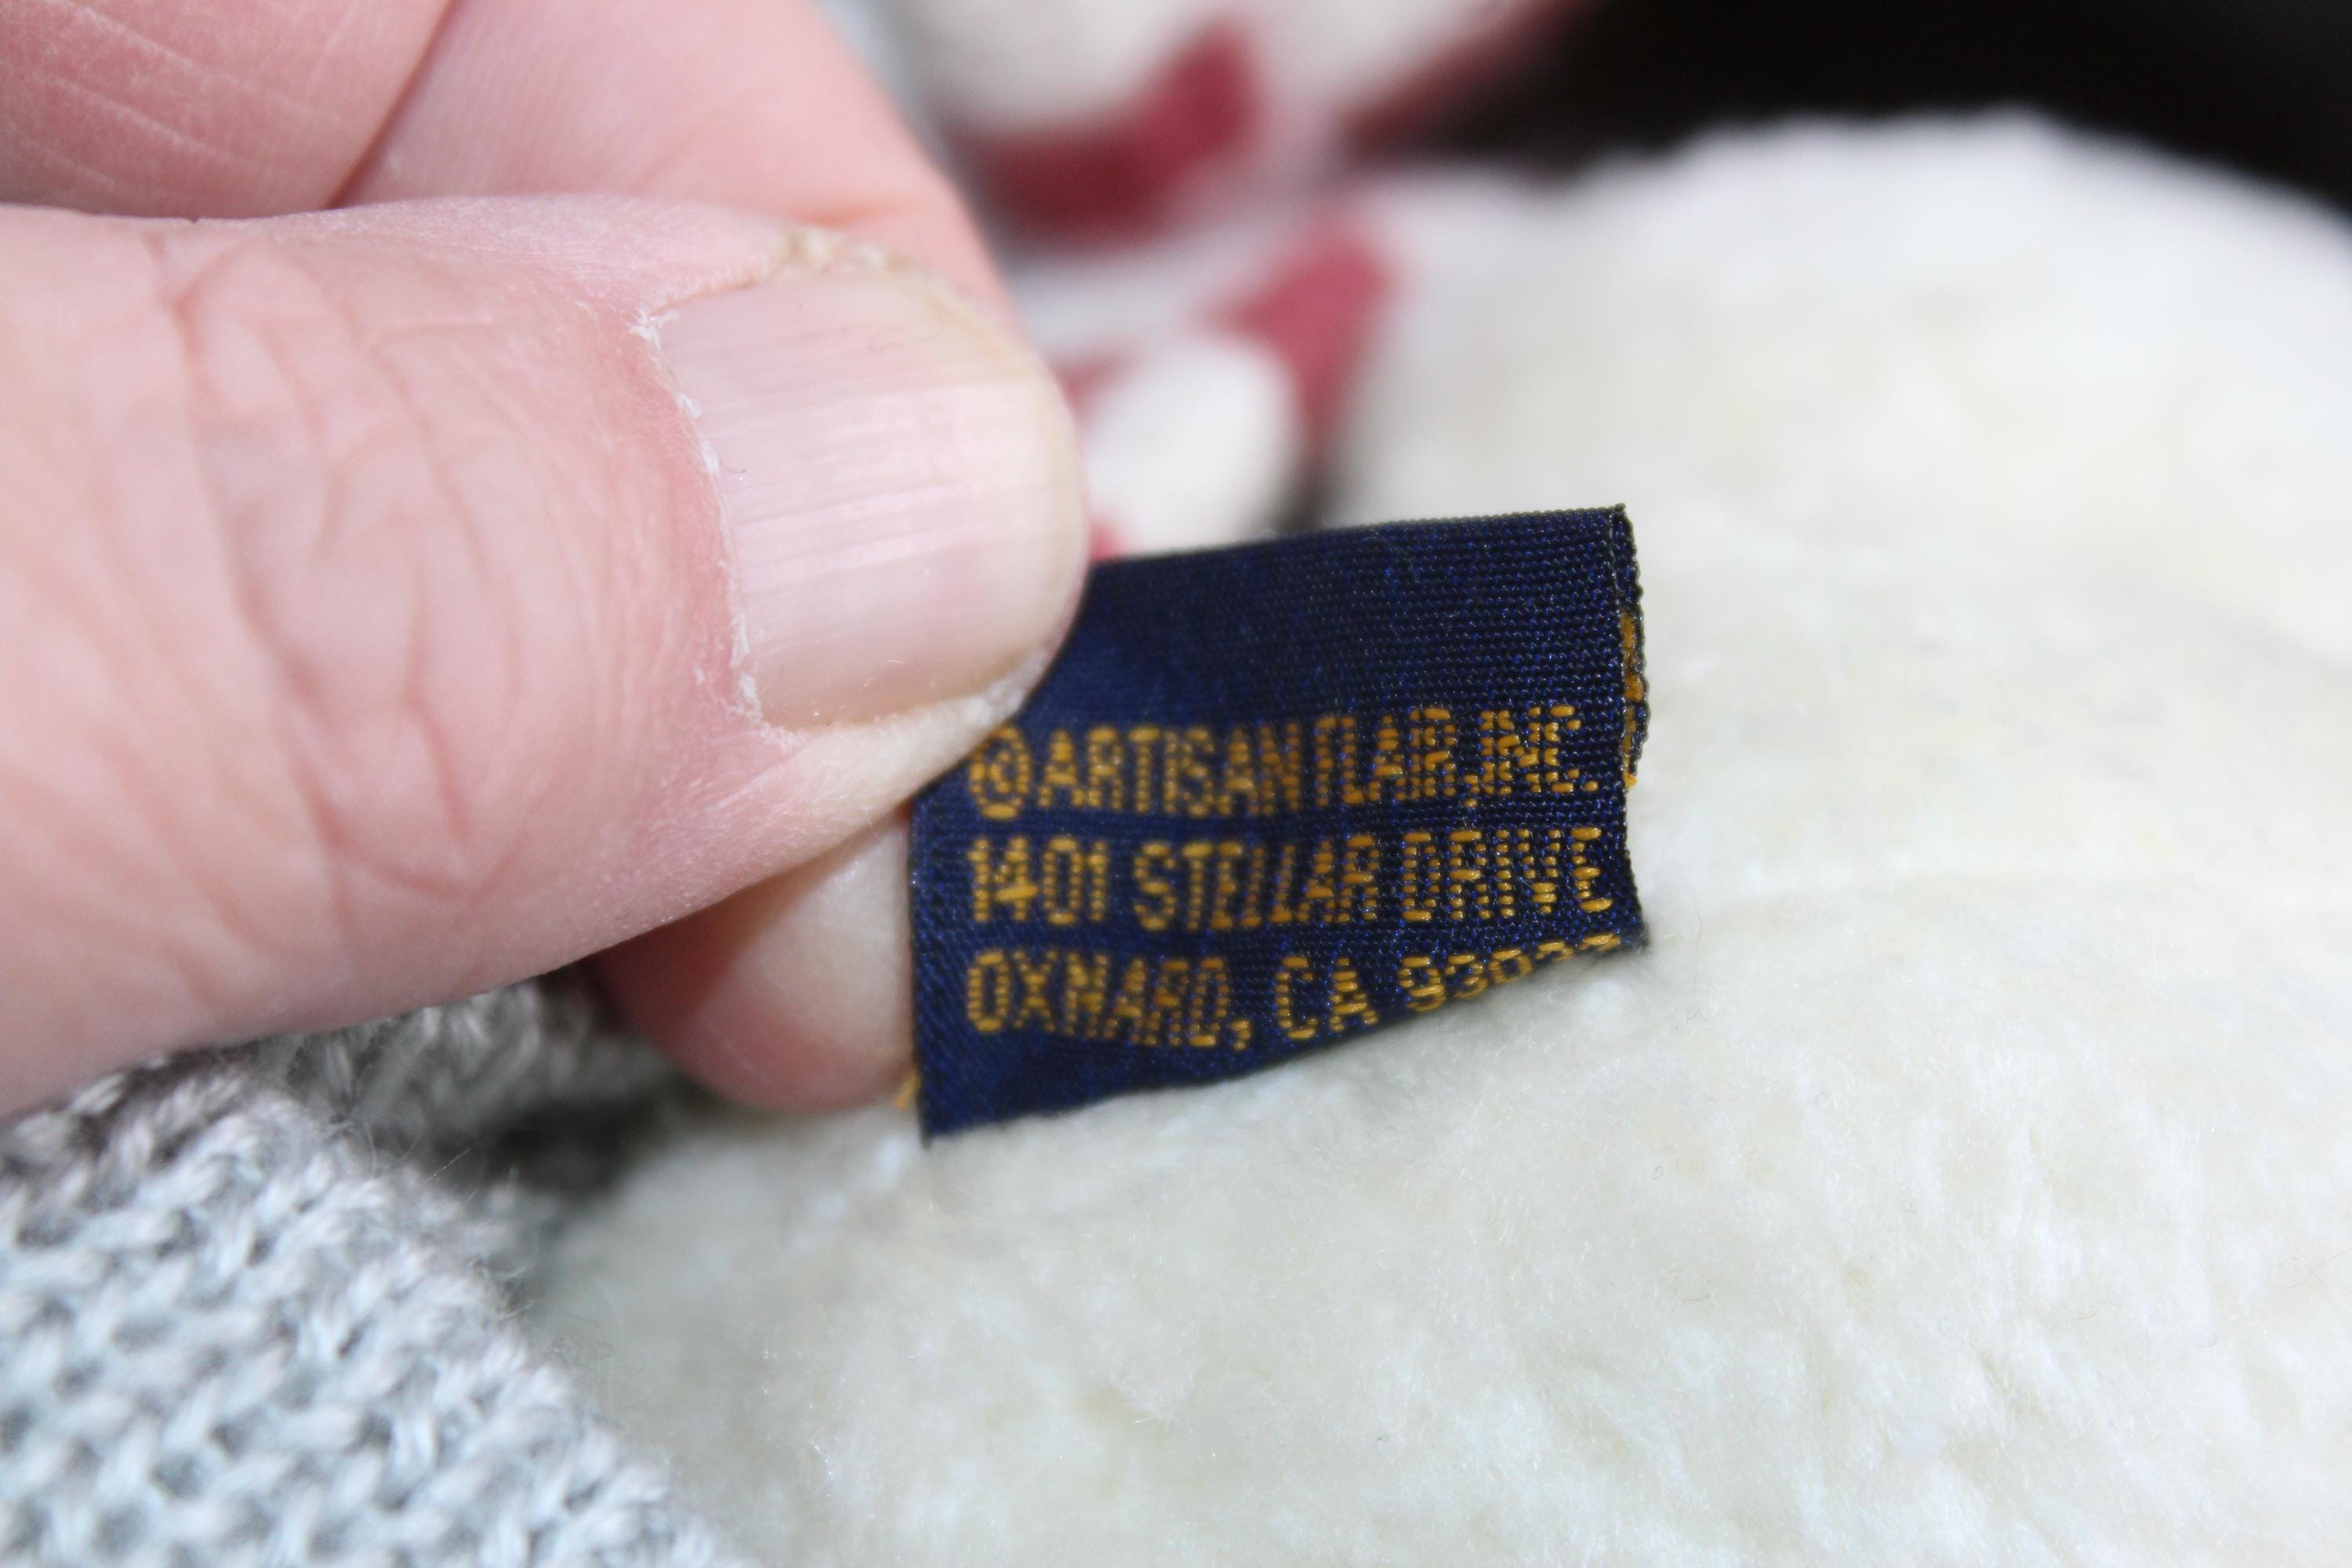 ©ARTISAN FLAIR, INC.
1401 STELLAR DRIVE
OXNARD, CA